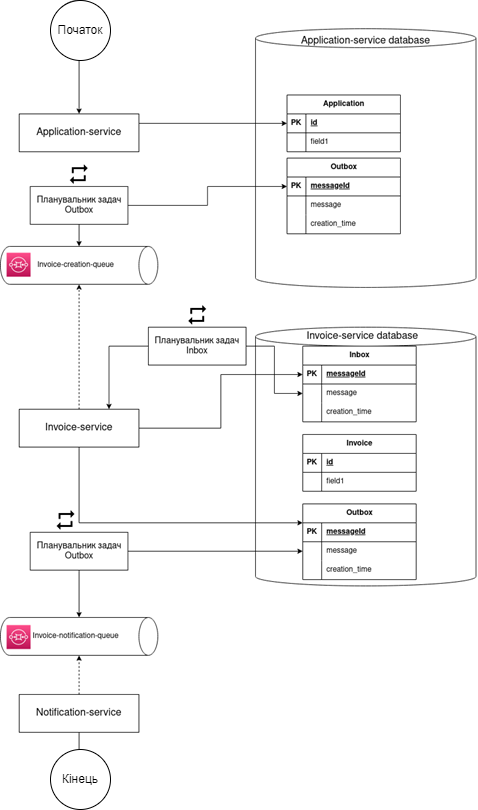 Початок
Application-service database
Application
PK id
field1
Application-service
Outbox
PK messageId
message
creation_time
Планувальник задач
Outbox
Invoice-creation-queue
Планувальник задач
Inbox
Invoice-service database
Inbox
PK messageId
message
creation_time
Invoice-service
Invoice
PK id
field1
Outbox
PK messageId
message
creation_time
Планувальник задач
Outbox
Invoice-notification-queue
Notification-service
Кінець